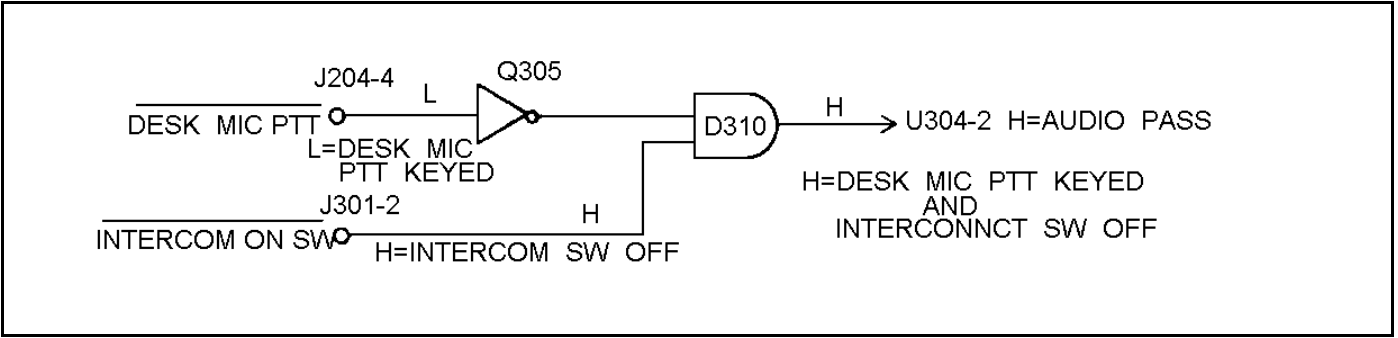 J204-4
Q305
L
H
DESK MIC PTT
D310
U304-2 H=AUDIO PASS
L=DESK MIC
PTT KEYED
H=DESK MIC PTT KEYED
AND
INTERCONNCT SW OFF
J301-2
H
INTERCOM ON SW
H=INTERCOM SW OFF